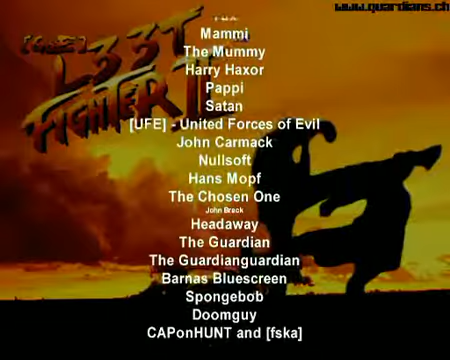 www.guardians.ch
[GuE]
L33T
FIGHTER II
Mammi
The Mummy
Harry Haxor
Pappi
Satan
[UFE] - United Forces of Evil
John Carmack
Nullsoft
Hans Mopf
The Chosen One
John Breck
Headaway
The Guardian
The Guardianguardian
Barnas Bluescreen
Spongebob
Doomguy
CAPonHUNT and [fska]